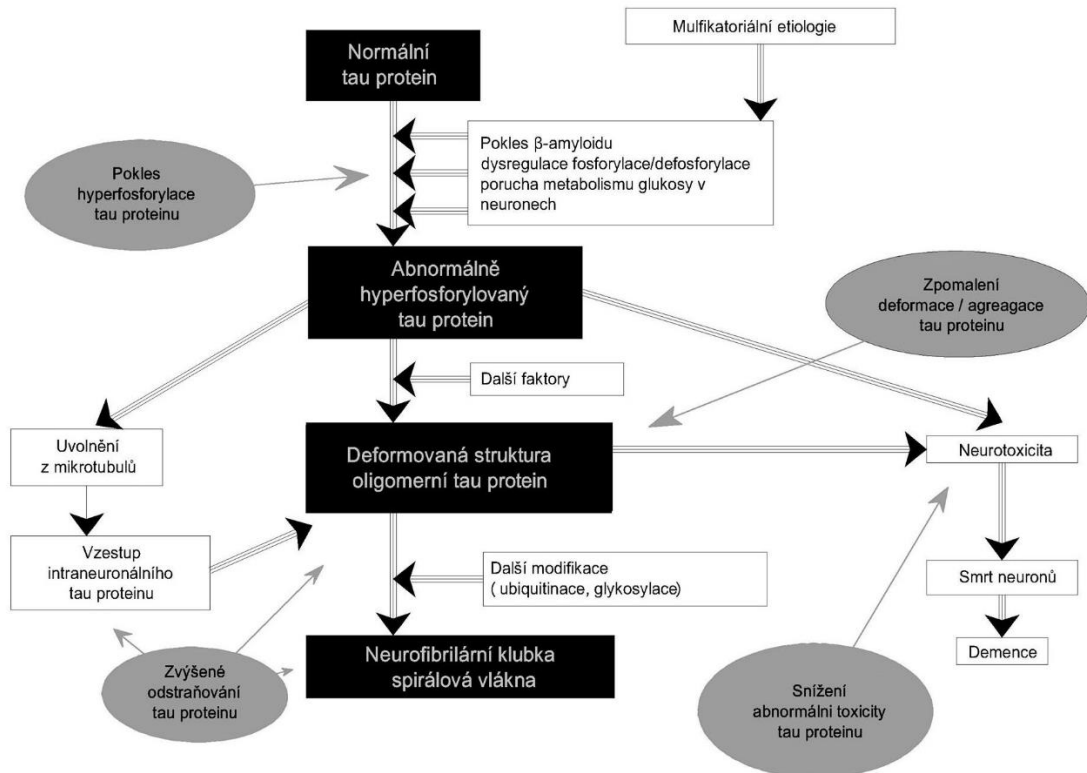 Mulfikatoriální etiologie
Normální
tau protein
Pokles β-amyloidu
dysregulace fosforylace/defosforylace
porucha metabolismu glukosy v
neuronech
Pokles
hyperfosforylace
tau proteinu
Abnormálně
hyperfosforylovaný
tau protein
Zpomalení
deformace / agreagace
tau proteinu
Další faktory
Uvolnění
z mikrotubulů
Deformovaná struktura
oligomerní tau protein
Neurotoxicita
Vzestup
intraneuronálního
tau proteinu
Další modifikace
( ubiquitinace, glykosylace)
Smrt neuronů
Neurofibrilární klubka
spirálová vlákna
Demence
Zvýšené
odstraňování
tau proteinu
Snížení
abnormálni toxicity
tau proteinu